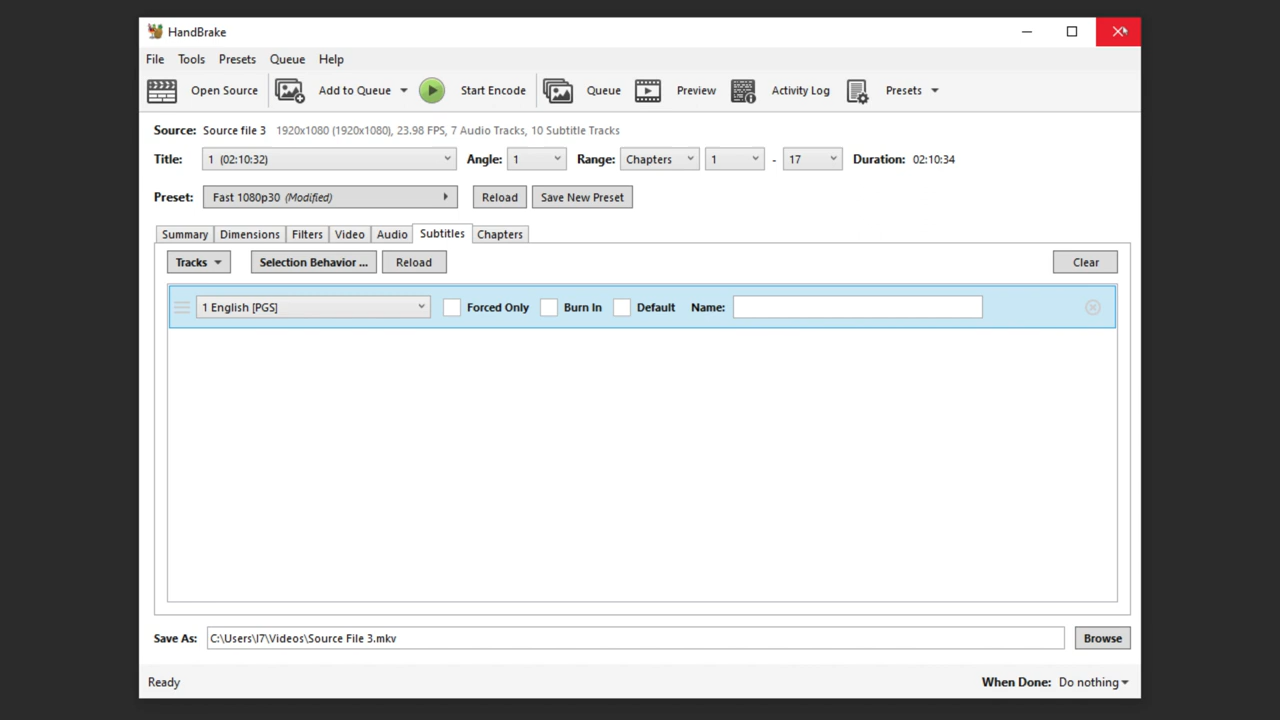 HandBrake
File Tools Presets Queue Help
Open Source Add to Queue Start Encode Queue Preview Activity Log Presets
Source: Source file 3 1920x1080 (1920x1080), 23.98 FPS, 7 Audio Tracks, 10 Subtitle Tracks
Title: 1 (02:10:32) Angle: 1 Range: Chapters 1 - 17 Duration: 02:10:34
Preset: Fast 1080p30 (Modified) Reload Save New Preset
Summary Dimensions Filters Video Audio Subtitles Chapters
Tracks Selection Behavior ... Reload Clear
1 English [PGS] Forced Only Burn In Default Name:
Save As: C:\Users\I7\Videos\Source File 3.mkv Browse
Ready When Done: Do nothing